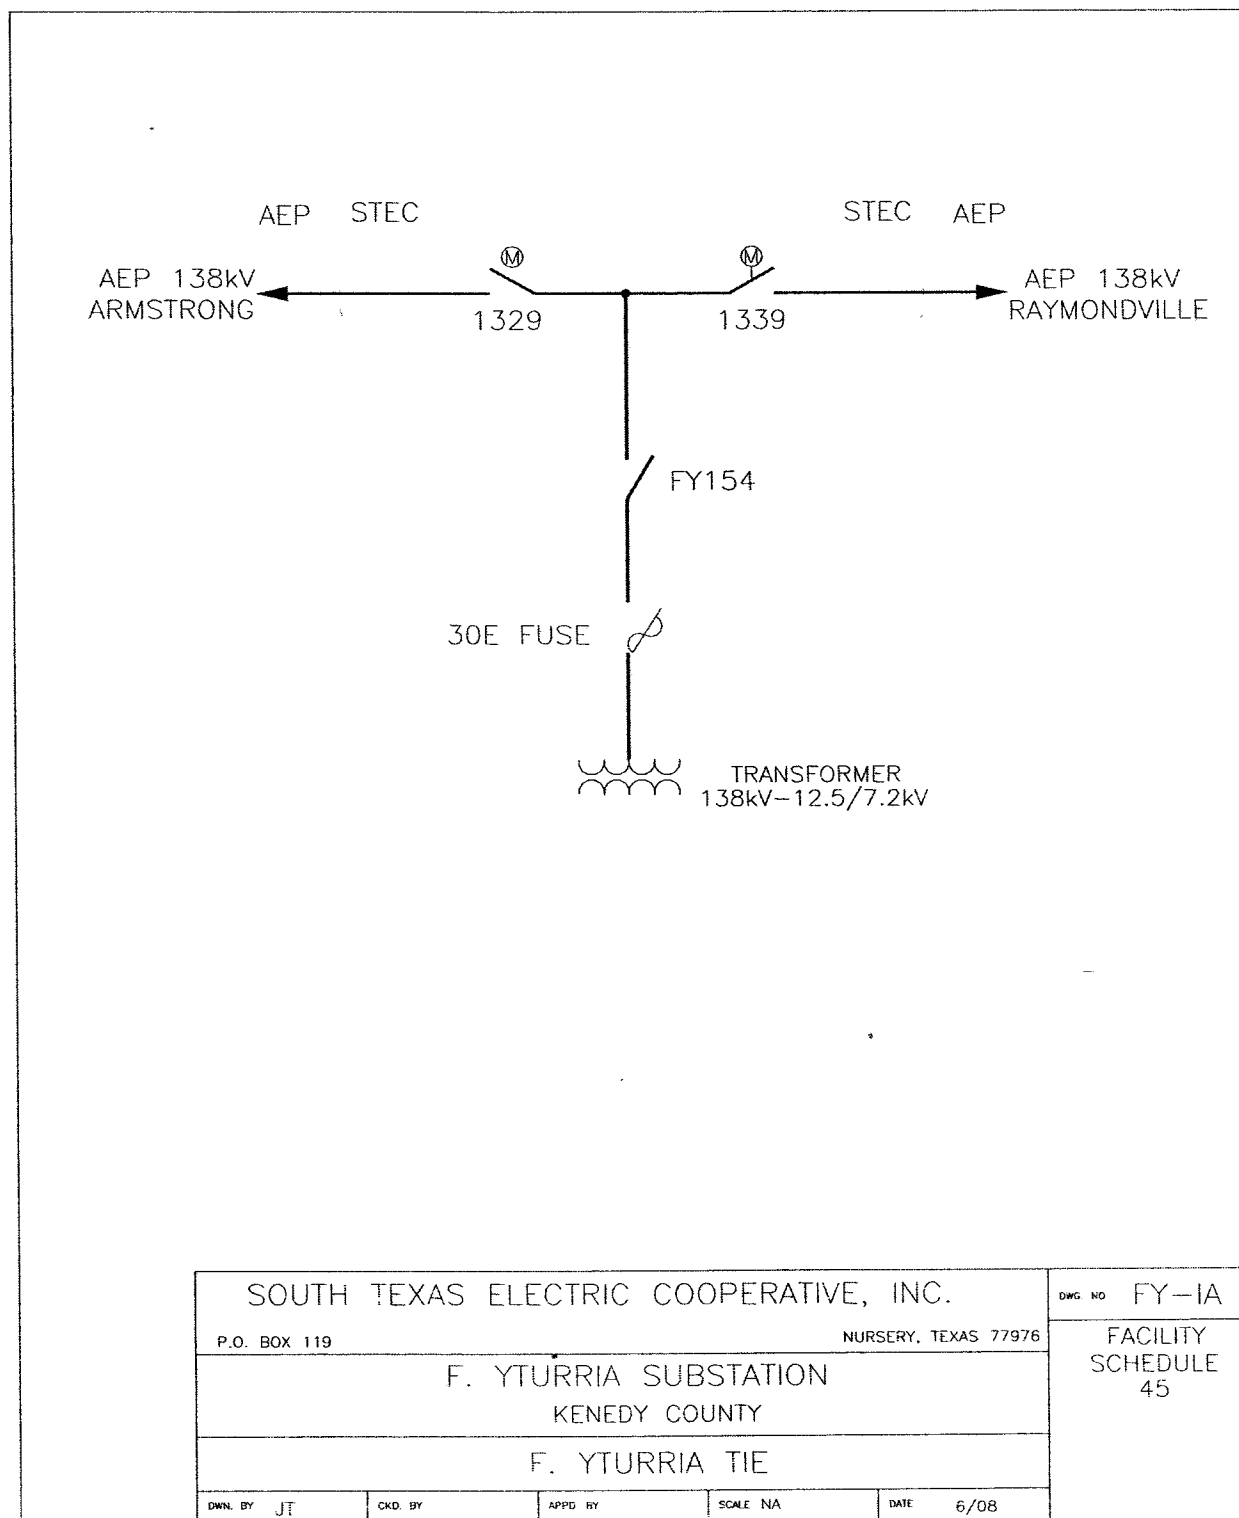 AEP STEC
STEC AEP
AEP 138kV
ARMSTRONG
M
M
AEP 138kV
RAYMONDVILLE
1329
1339
FY154
30E FUSE
TRANSFORMER
138kV-12.5/7.2kV
SOUTH TEXAS ELECTRIC COOPERATIVE, INC.
P.O. BOX 119
NURSERY, TEXAS 77976
DWG. NO FY-IA
FACILITY
SCHEDULE
45
F. YTURRIA SUBSTATION
KENEDY COUNTY
F. YTURRIA TIE
DWN. BY JT
CKD. BY
APPD BY
SCALE NA
DATE 6/08